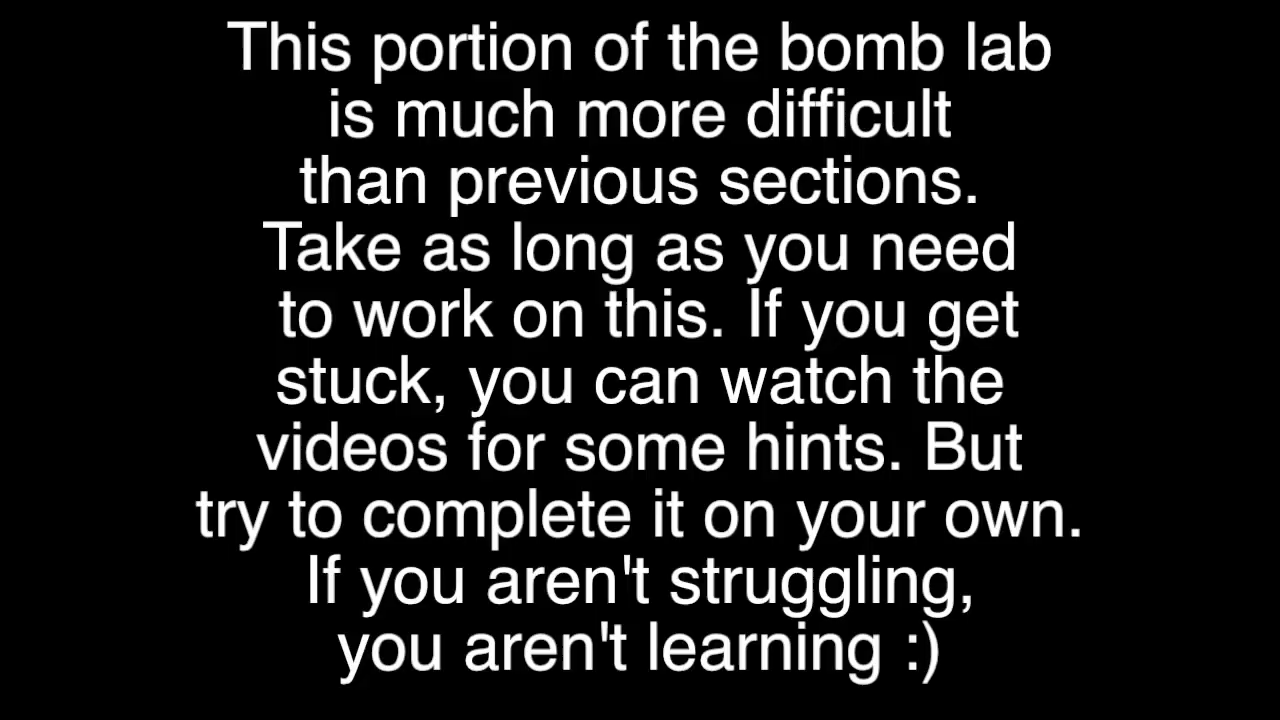 This portion of the bomb lab
is much more difficult
than previous sections.
Take as long as you need
to work on this. If you get
stuck, you can watch the
videos for some hints. But
try to complete it on your own.
If you aren't struggling,
you aren't learning :)